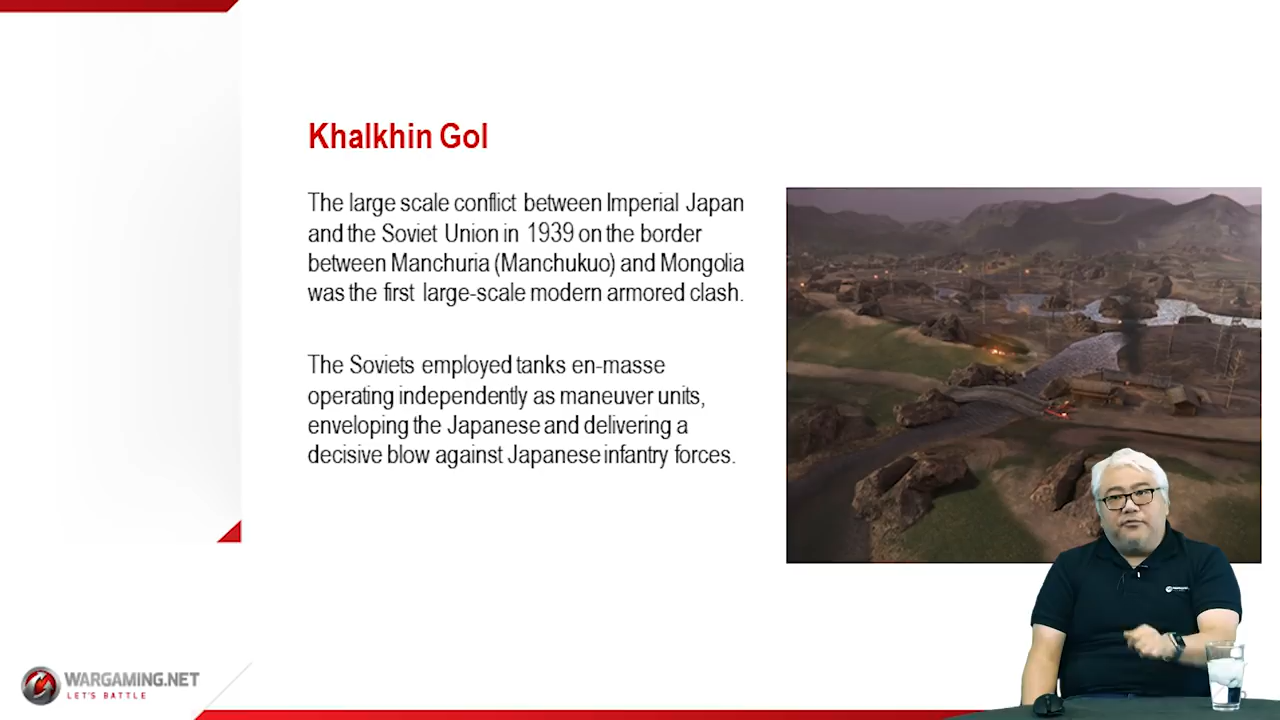 Khalkhin Gol
The large scale conflict between Imperial Japan
and the Soviet Union in 1939 on the border
between Manchuria (Manchukuo) and Mongolia
was the first large-scale modern armored clash.
The Soviets employed tanks en-masse
operating independently as maneuver units,
enveloping the Japanese and delivering a
decisive blow against Japanese infantry forces.
WARGAMING.NET
LET'S BATTLE